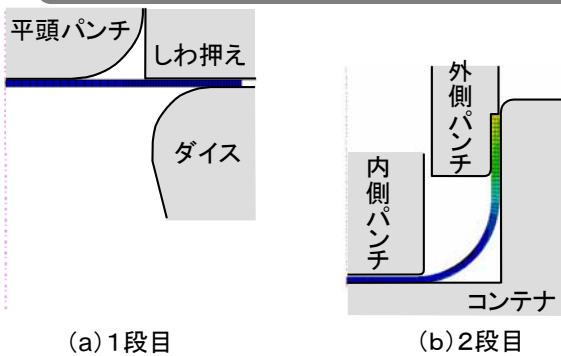 平頭パンチ
しわ押え
ダイス
外側パンチ
内側パンチ
コンテナ
(a)1段目
(b)2段目